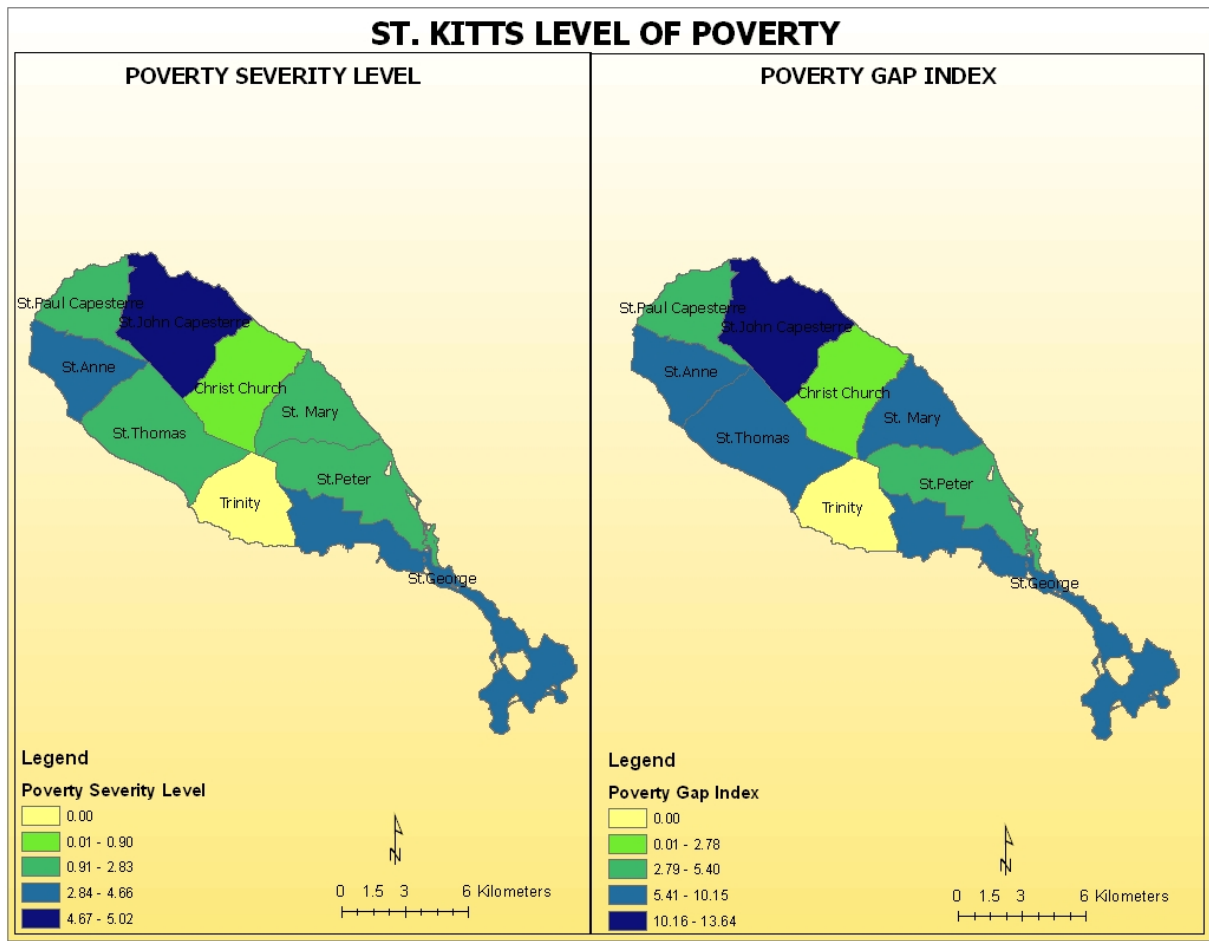 ST. KITTS LEVEL OF POVERTY
POVERTY SEVERITY LEVEL
St.Paul Capesterre
St.John Capesterre
St.Anne
Christ Church
St. Mary
St.Thomas
St.Peter
Trinity
St.George
Legend
Poverty Severity Level
0.00
0.01 - 0.90
0.91 - 2.83
2.84 - 4.66
4.67 - 5.02
N
0 1.5 3 6 Kilometers
POVERTY GAP INDEX
St.Paul Capesterre
St.John Capesterre
St.Anne
Christ Church
St. Mary
St.Thomas
St.Peter
Trinity
St.George
Legend
Poverty Gap Index
0.00
0.01 - 2.78
2.79 - 5.40
5.41 - 10.15
10.16 - 13.64
N
0 1.5 3 6 Kilometers